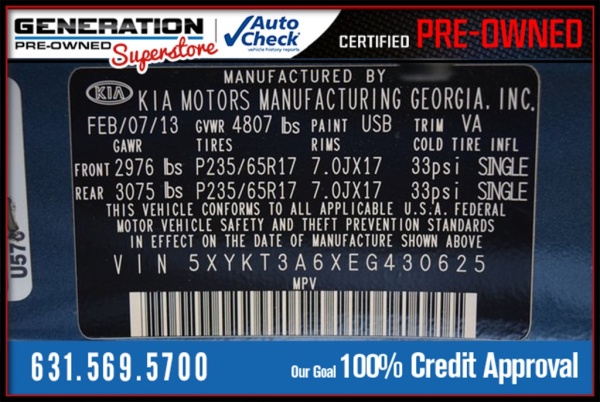 GENERATION
PRE-OWNED
Superstore
AutoCheck
vehicle history reports
CERTIFIED PRE-OWNED
MANUFACTURED BY
KIA KIA MOTORS MANUFACTURING GEORGIA. INC.
FEB/07/13 GVWR 4807 lbs PAINT USB TRIM VA
GAWR TIRES RIMS COLD TIRE INFL
FRONT 2976 lbs P235/65R17 7.0JX17 33psi SINGLE
REAR 3075 lbs P235/65R17 7.0JX17 33psi SINGLE
THIS VEHICLE CONFORMS TO ALL APPLICABLE U.S.A. FEDERAL
MOTOR VEHICLE SAFETY AND THEFT PREVENTION STANDARDS
IN EFFECT ON THE DATE OF MANUFACTURE SHOWN ABOVE
VIN 5XYKT3A6XEG430625
MPV
631.569.5700 Our Goal 100% Credit Approval